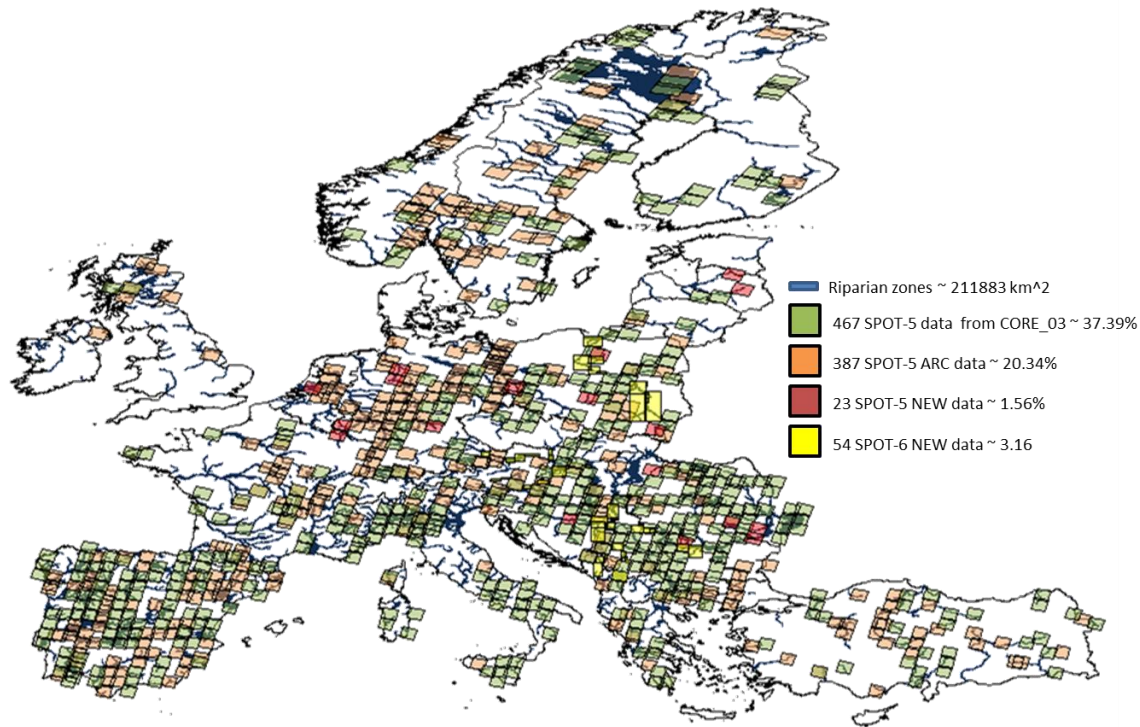 Riparian zones ~ 211883 km^2
467 SPOT-5 data from CORE_03 ~ 37.39%
387 SPOT-5 ARC data ~ 20.34%
23 SPOT-5 NEW data ~ 1.56%
54 SPOT-6 NEW data ~ 3.16